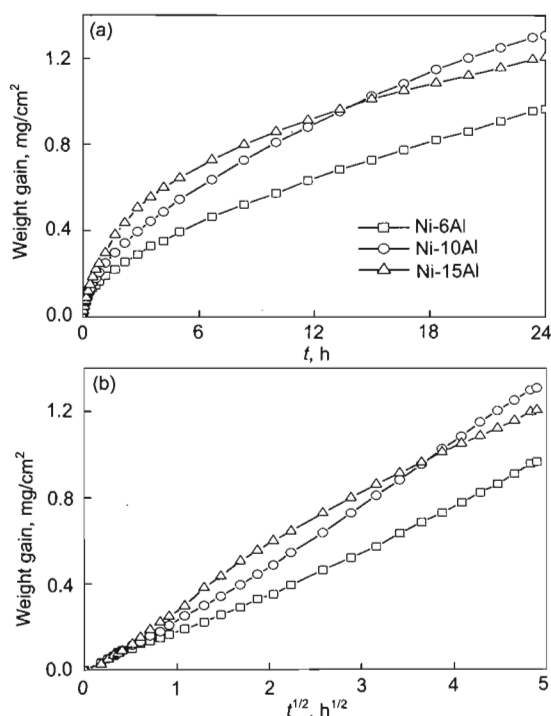 (a)
Weight gain, mg/cm²
1.2
0.8
0.4
0.0
Ni-6Al
Ni-10Al
Ni-15Al
0 6 12 18 24
t, h
(b)
Weight gain, mg/cm²
1.2
0.8
0.4
0.0
0 1 2 3 4 5
t^1/2, h^1/2